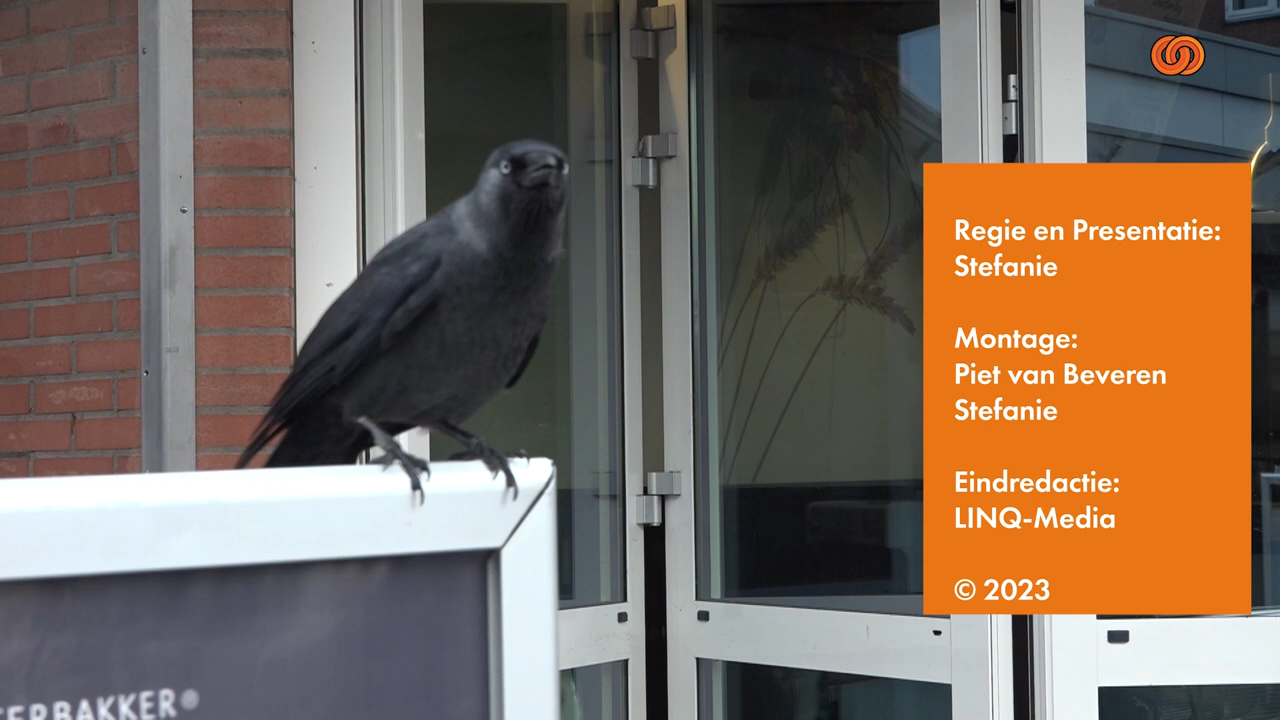 Regie en Presentatie:
Stefanie
Montage:
Piet van Beveren
Stefanie
Eindredactie:
LINQ-Media
© 2023